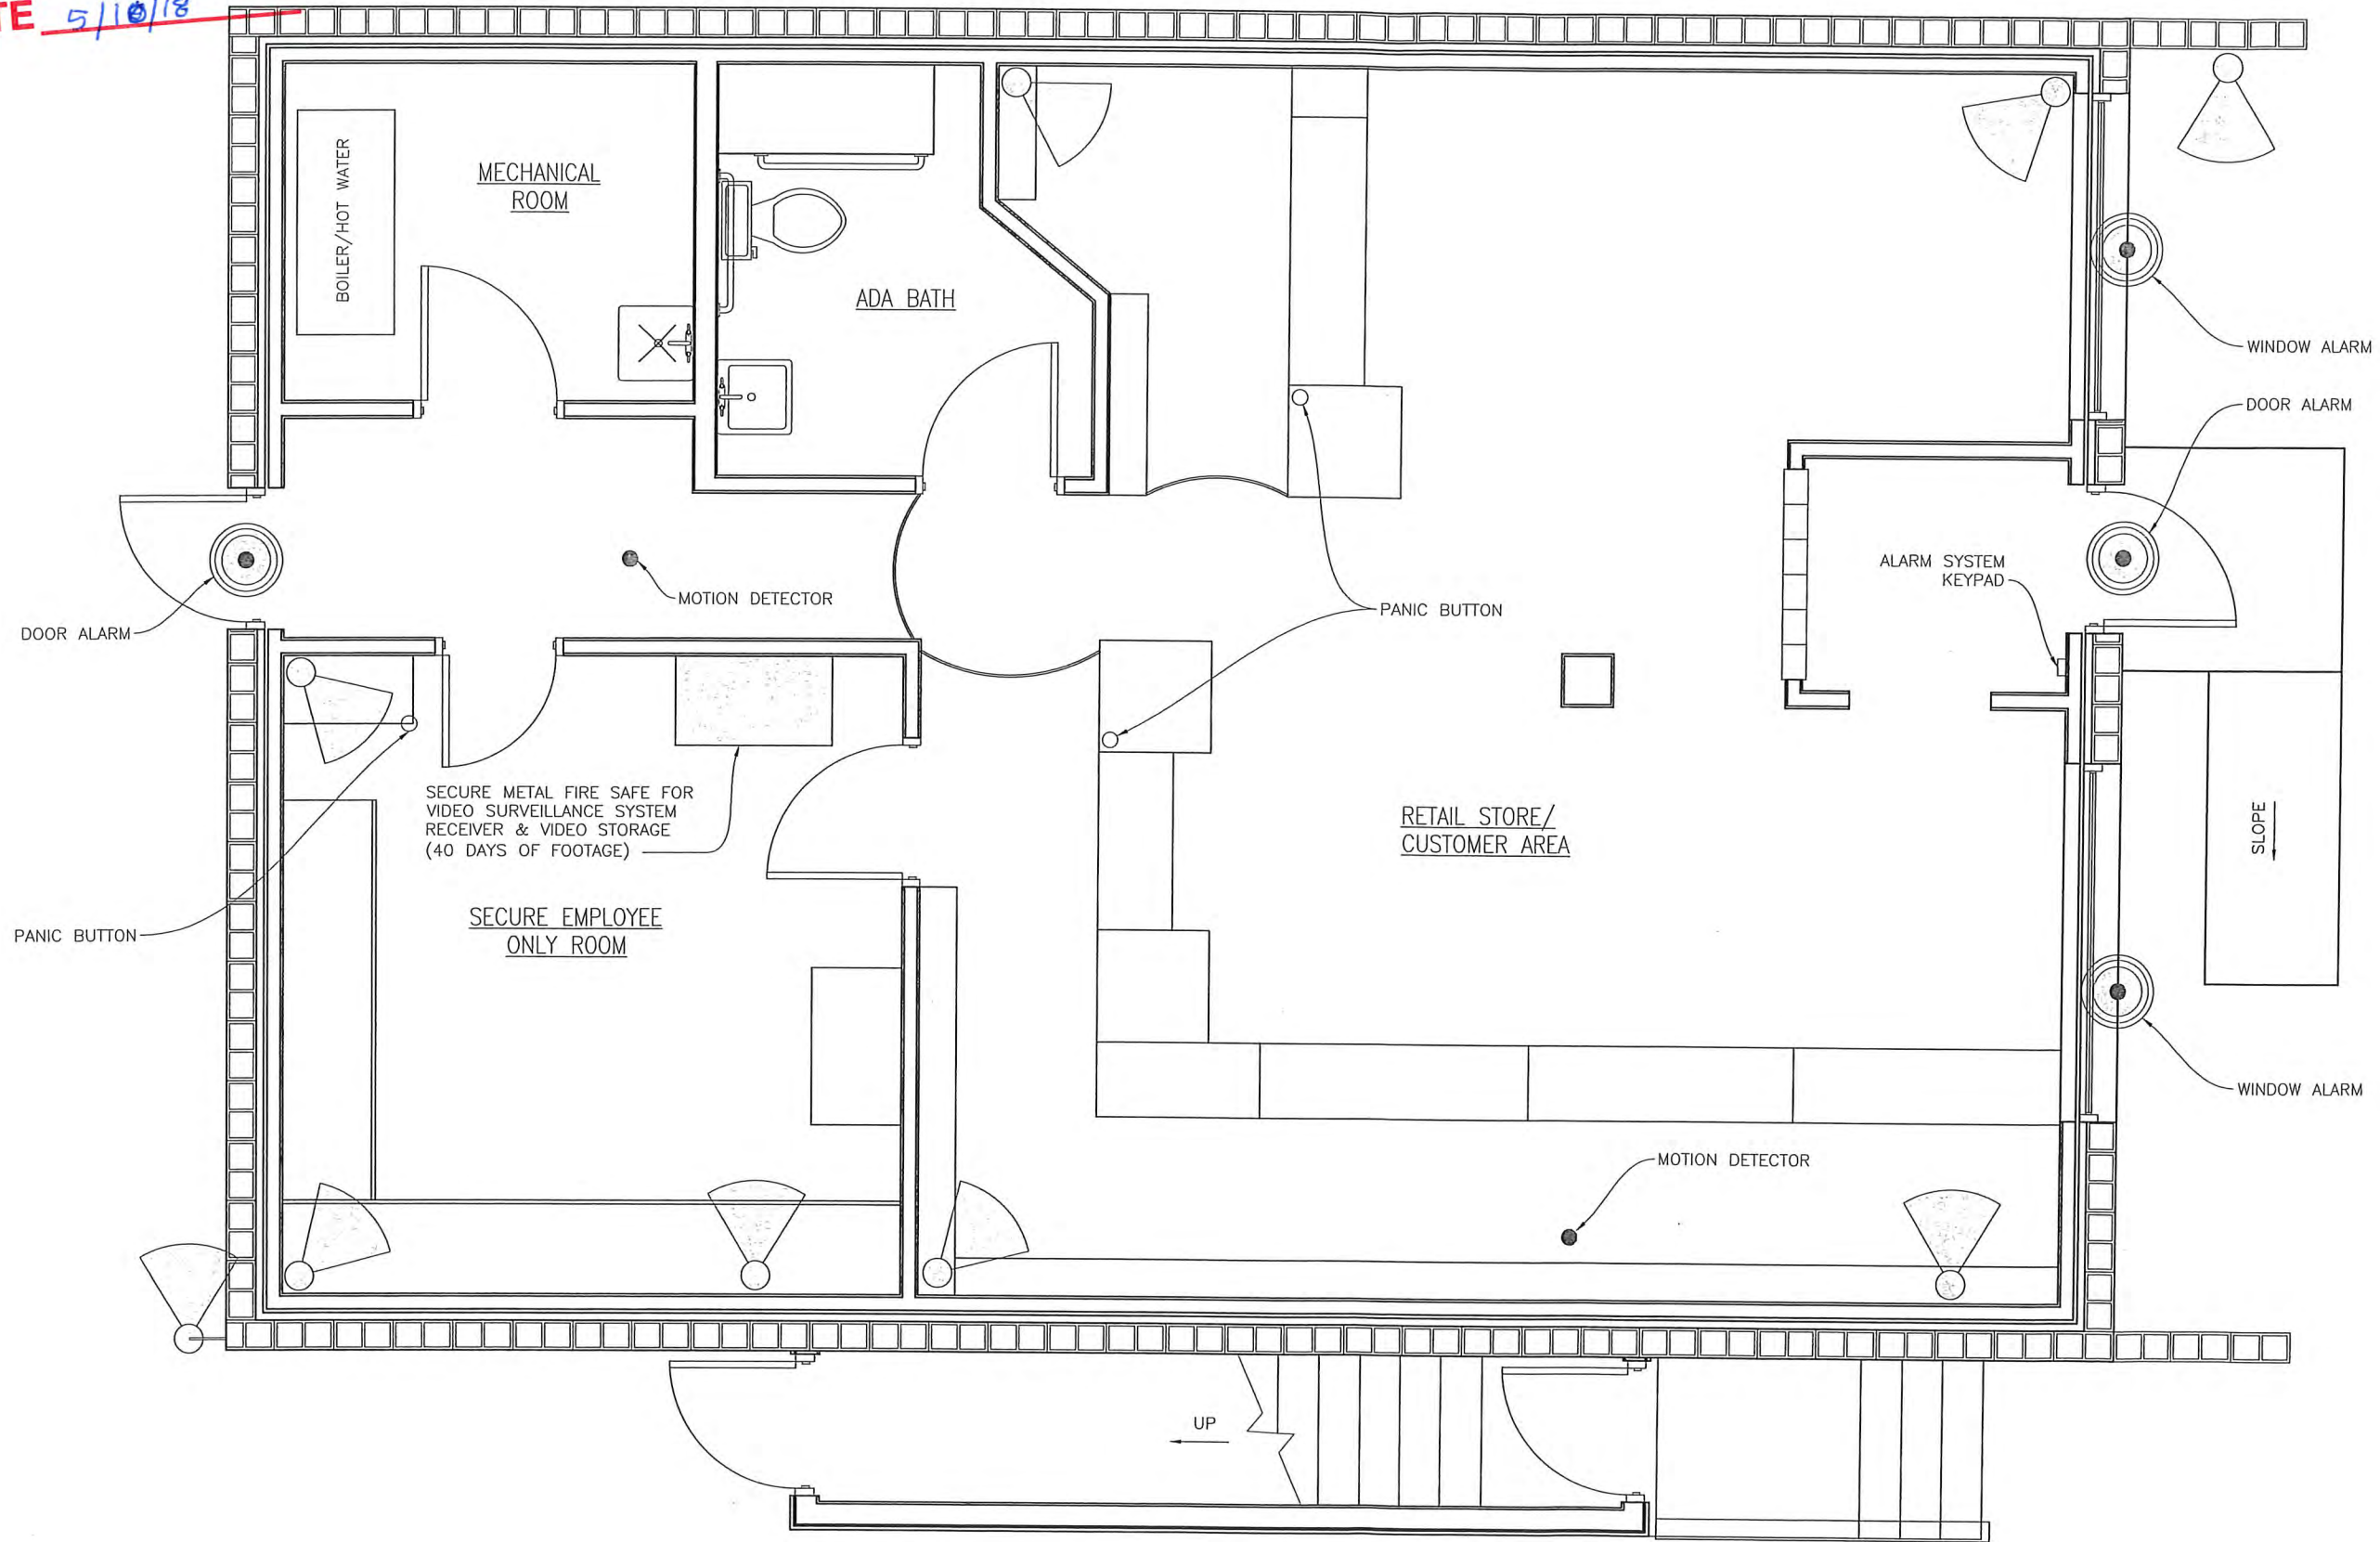 TE 5/10/18
MECHANICAL
ROOM
BOILER/HOT WATER
ADA BATH
WINDOW ALARM
DOOR ALARM
ALARM SYSTEM
KEYPAD
MOTION DETECTOR
PANIC BUTTON
DOOR ALARM
SECURE METAL FIRE SAFE FOR
VIDEO SURVEILLANCE SYSTEM
RECEIVER & VIDEO STORAGE
(40 DAYS OF FOOTAGE)
RETAIL STORE/
CUSTOMER AREA
SLOPE
SECURE EMPLOYEE
ONLY ROOM
PANIC BUTTON
WINDOW ALARM
MOTION DETECTOR
UP